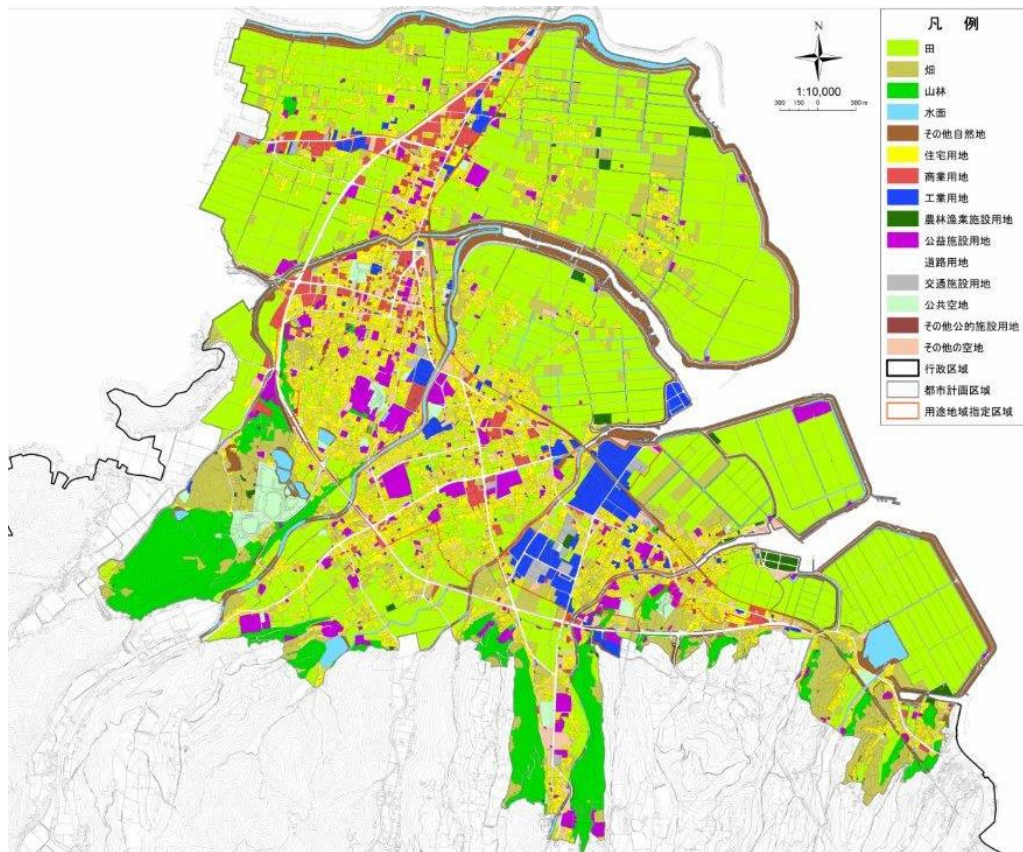 凡 例
田
畑
山林
水面
その他自然地
住宅用地
商業用地
工業用地
農林漁業施設用地
公益施設用地
道路用地
交通施設用地
公共空地
その他公的施設用地
その他の空地
行政区域
都市計画区域
用途地域指定区域
N
1:10,000
300 150 0 300 m